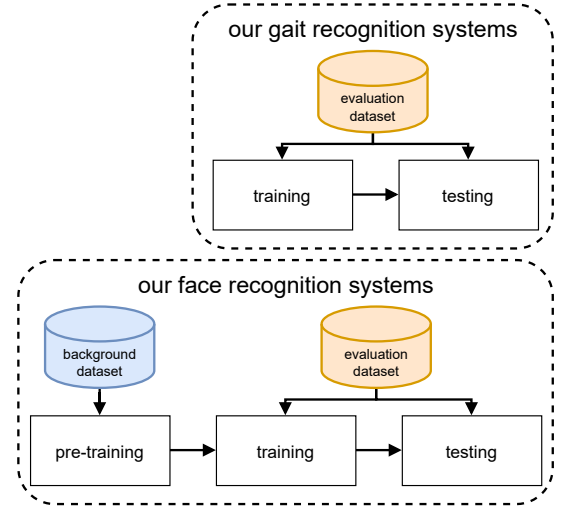 our gait recognition systems
evaluation
dataset
training
testing
our face recognition systems
background
dataset
evaluation
dataset
pre-training
training
testing